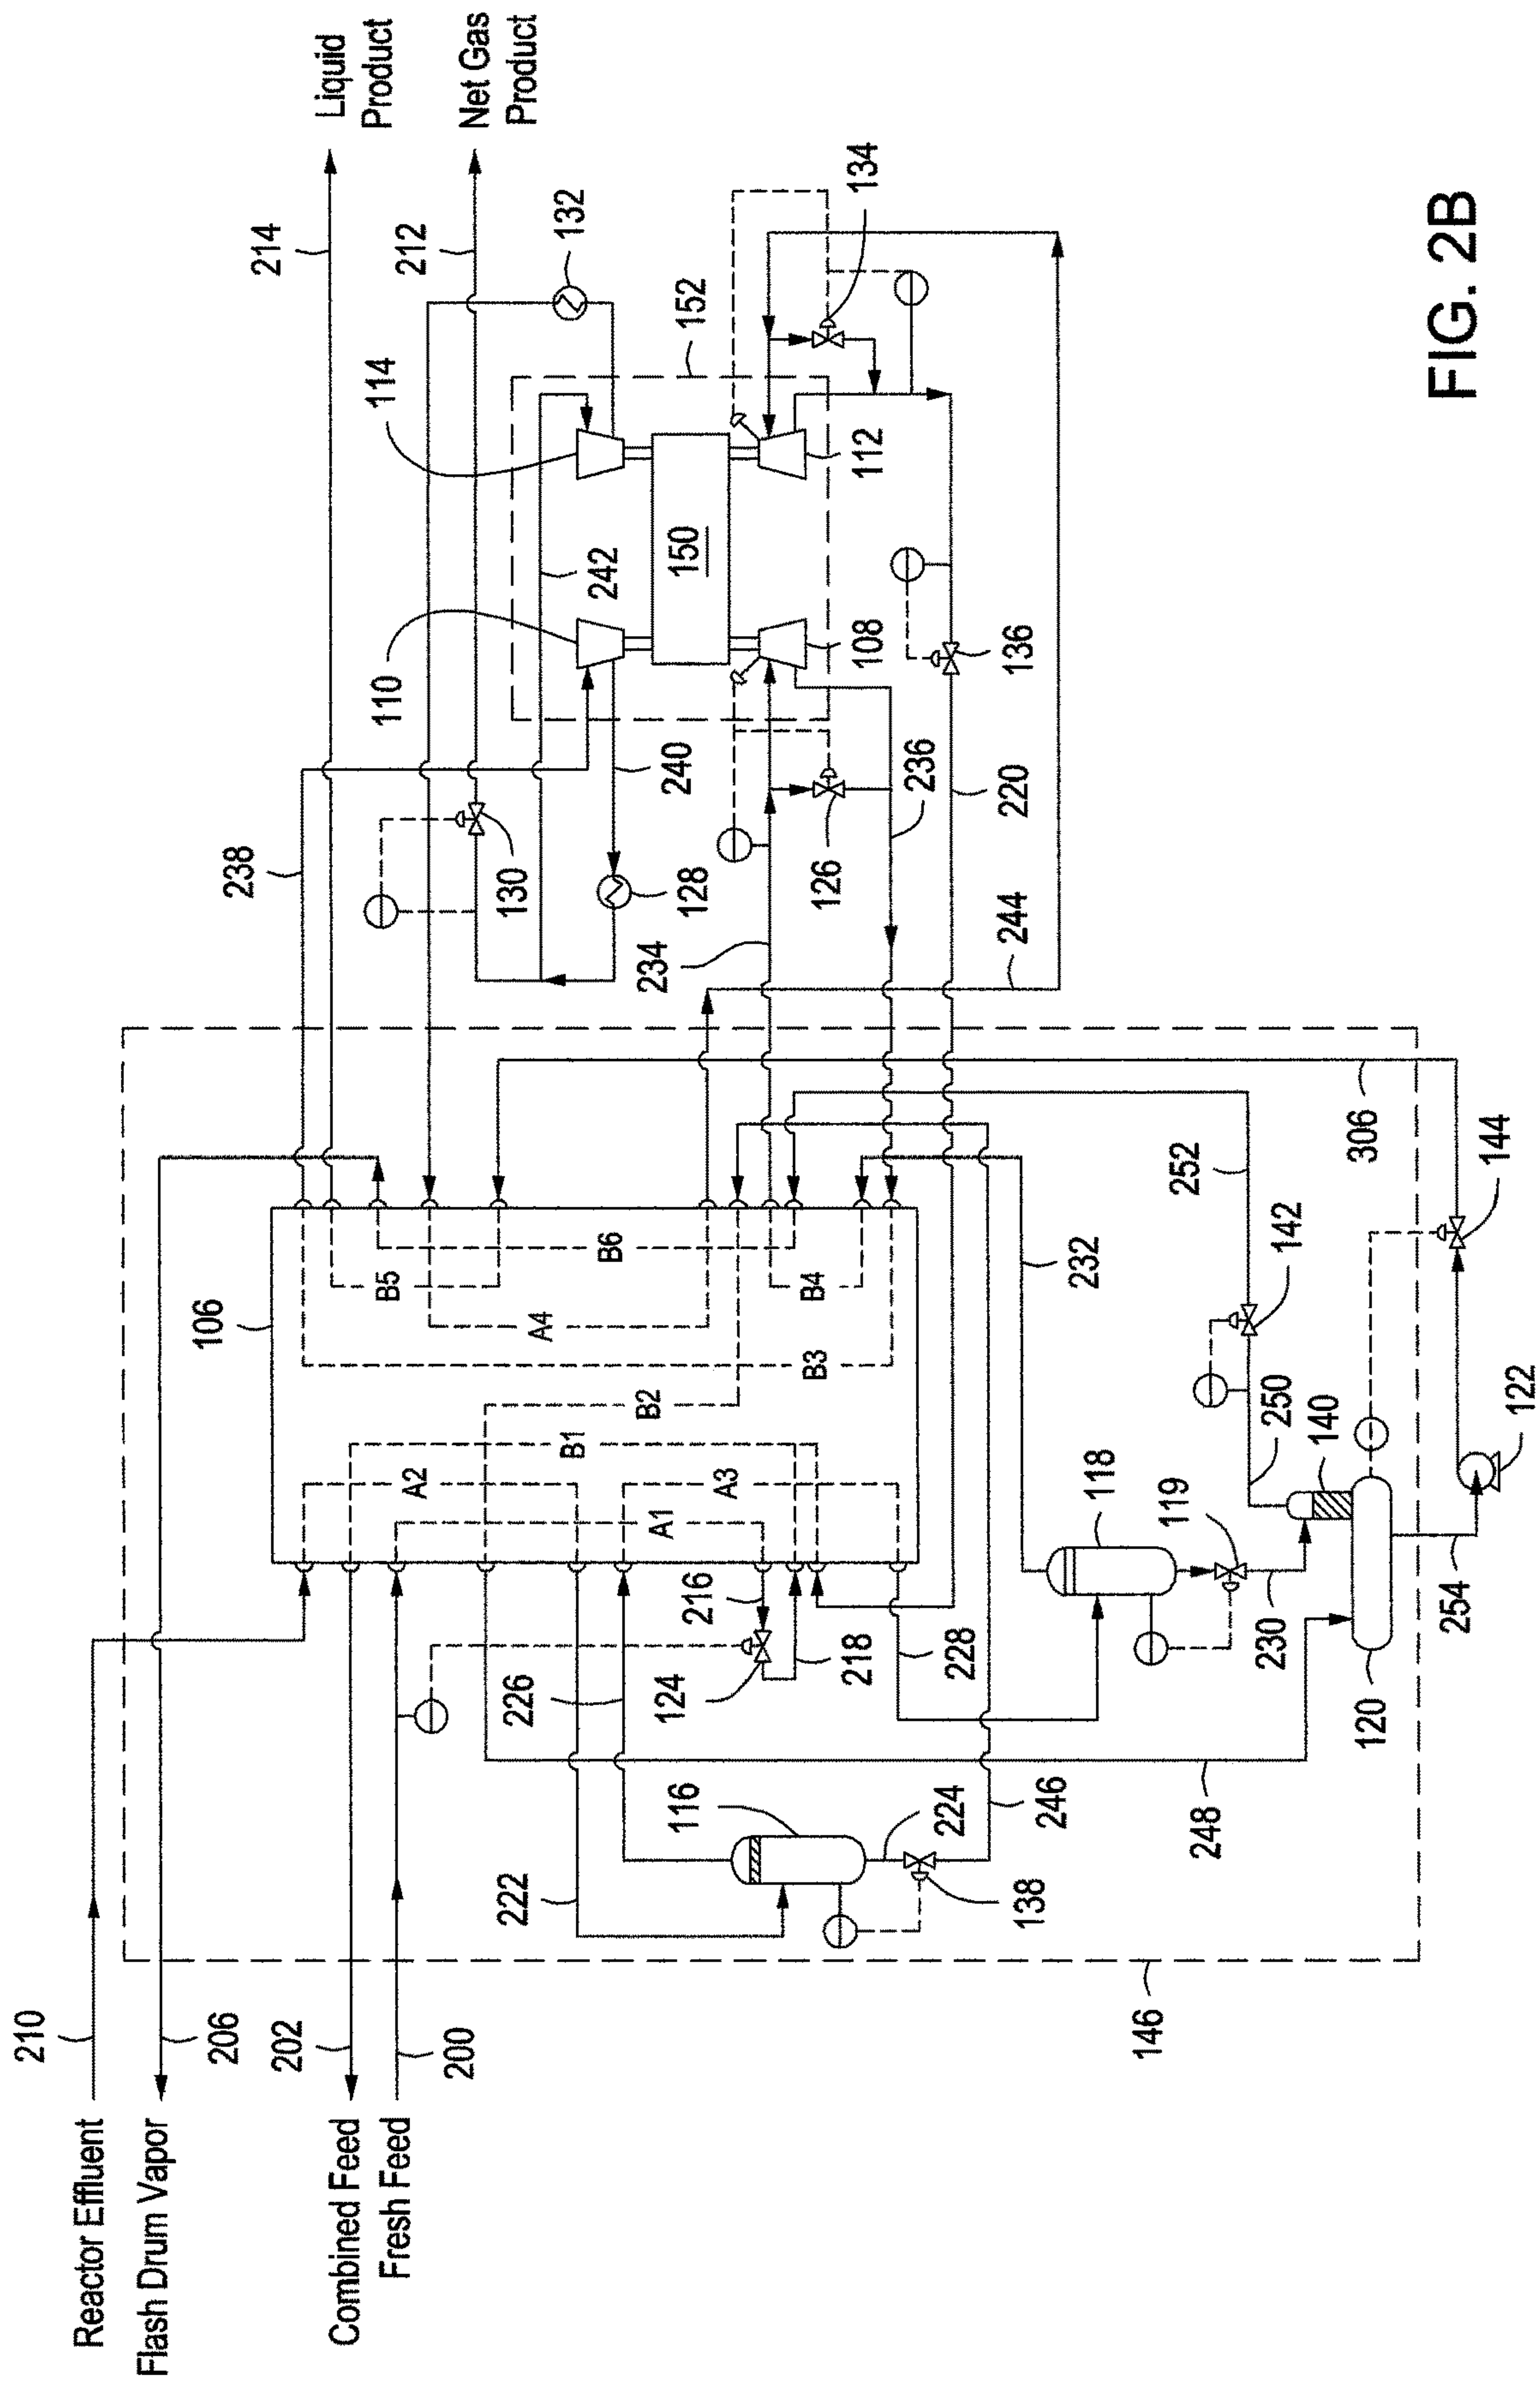 210
Reactor Effluent
Flash Drum Vapor
206
106
238
214
202
Liquid
Product
Combined Feed
Fresh Feed
B5
110
114
A2
212
200
Net Gas
Product
222
226
130
A4
132
B1
242
B6
B2
234
A1
240
116
150
152
216
128
124
A3
B4
B3
126
218
134
108
112
236
224
228
244
220
136
138
246
232
118
146
119
252
248
230
250
142
140
306
120
254
FIG. 2B
144
122